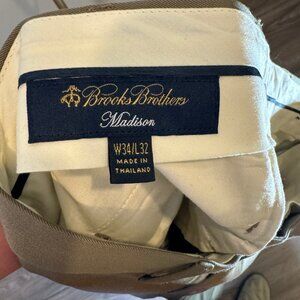 Brooks Brothers
Madison
W34/L32
MADE IN
THAILAND